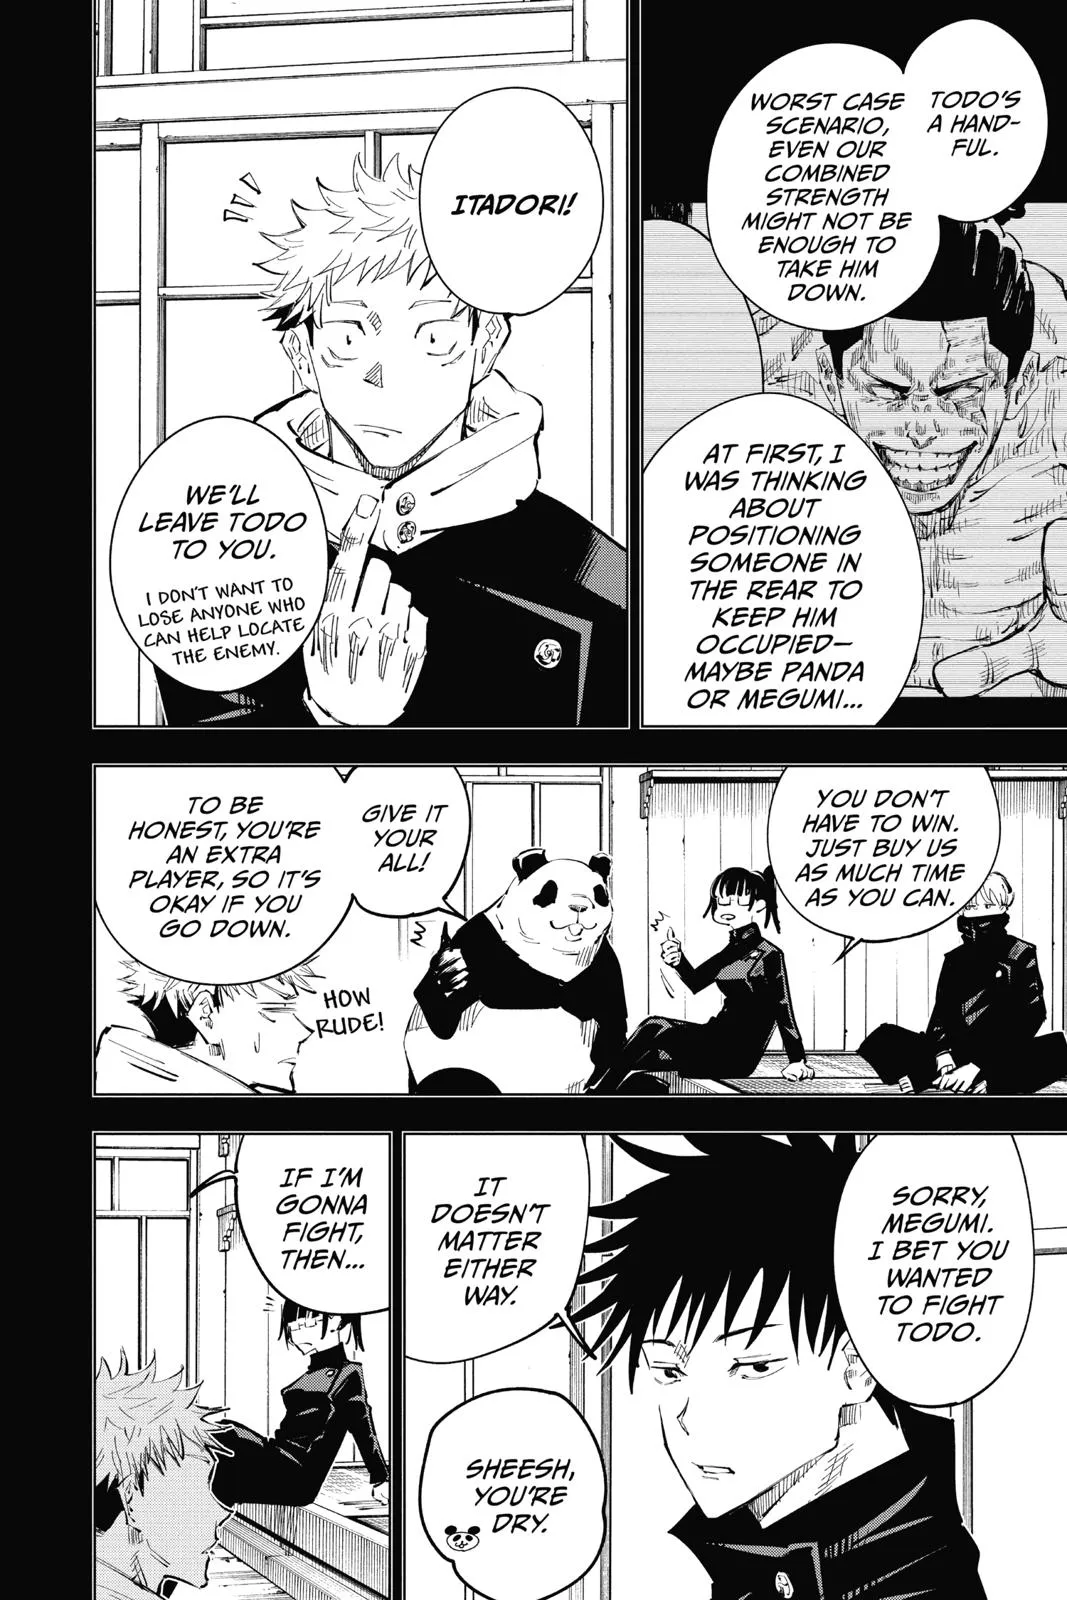 TODO'S
A HAND-
FUL.
WORST CASE
SCENARIO,
EVEN OUR
COMBINED
STRENGTH
MIGHT NOT BE
ENOUGH TO
TAKE HIM
DOWN.
AT FIRST, I
WAS THINKING
ABOUT
POSITIONING
SOMEONE IN
THE REAR TO
KEEP HIM
OCCUPIED—
MAYBE PANDA
OR MEGUMI...
ITADORI!
WE'LL
LEAVE TODO
TO YOU.
I DON'T WANT TO
LOSE ANYONE WHO
CAN HELP LOCATE
THE ENEMY.
YOU DON'T
HAVE TO WIN.
JUST BUY US
AS MUCH TIME
AS YOU CAN.
GIVE IT
YOUR
ALL!
TO BE
HONEST, YOU'RE
AN EXTRA
PLAYER, SO IT'S
OKAY IF YOU
GO DOWN.
HOW
RUDE!
SORRY,
MEGUMI.
I BET YOU
WANTED
TO FIGHT
TODO.
IT
DOESN'T
MATTER
EITHER
WAY.
SHEESH,
YOU'RE
DRY.
IF I'M
GONNA
FIGHT,
THEN...